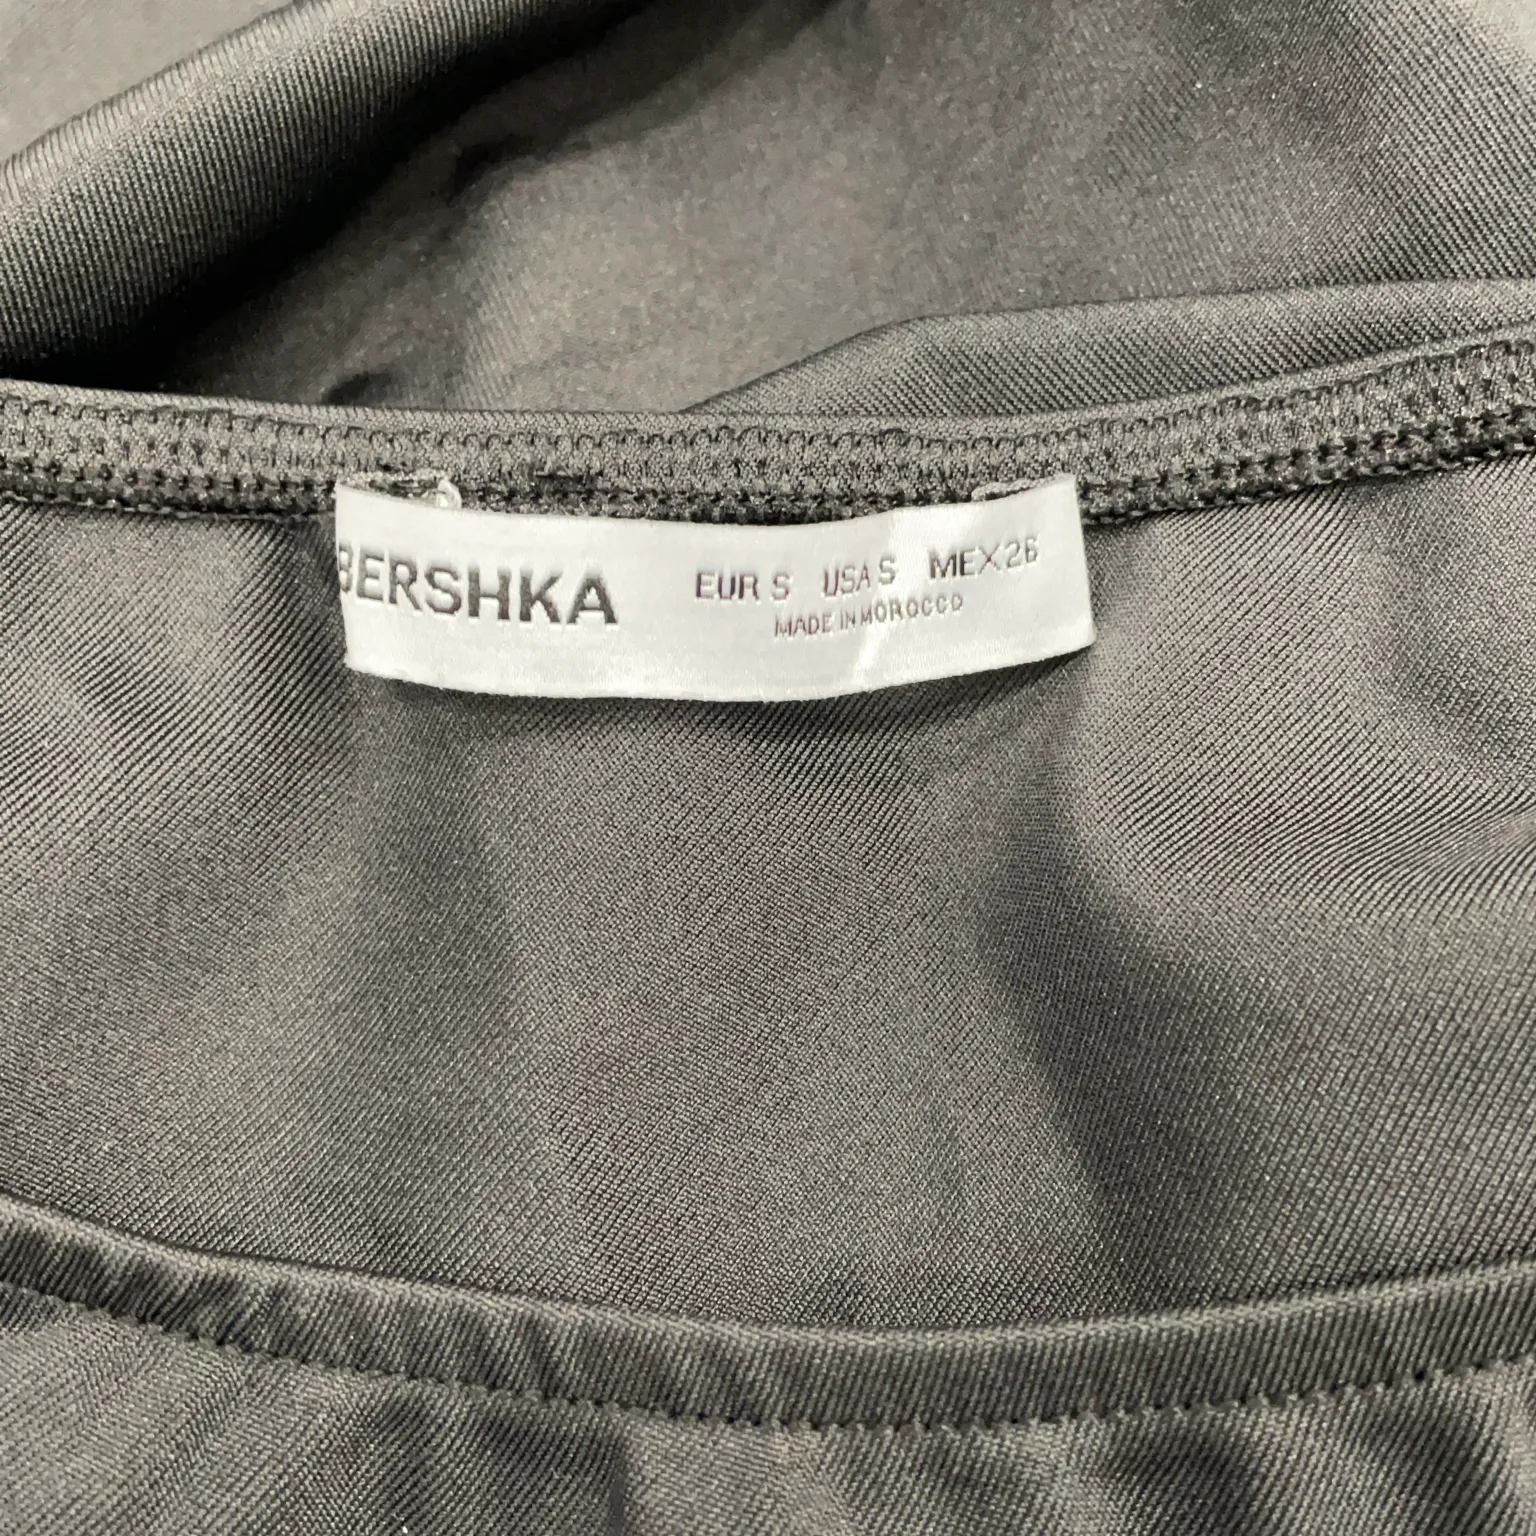 BERSHKA EUR S USA S MEX 26
MADE IN MOROCCO